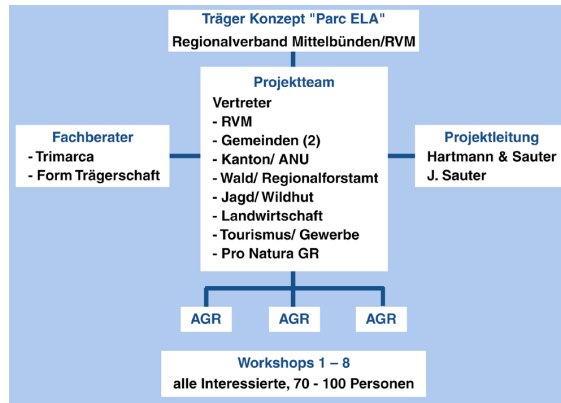 Träger Konzept "Parc ELA"
Regionalverband Mittelbünden/RVM
Projektteam
Vertreter
- RVM
- Gemeinden (2)
- Kanton/ ANU
- Wald/ Regionalforstamt
- Jagd/ Wildhut
- Landwirtschaft
- Tourismus/ Gewerbe
- Pro Natura GR
Fachberater
- Trimarca
- Form Trägerschaft
Projektleitung
Hartmann & Sauter
J. Sauter
AGR
AGR
AGR
Workshops 1 – 8
alle Interessierte, 70 - 100 Personen